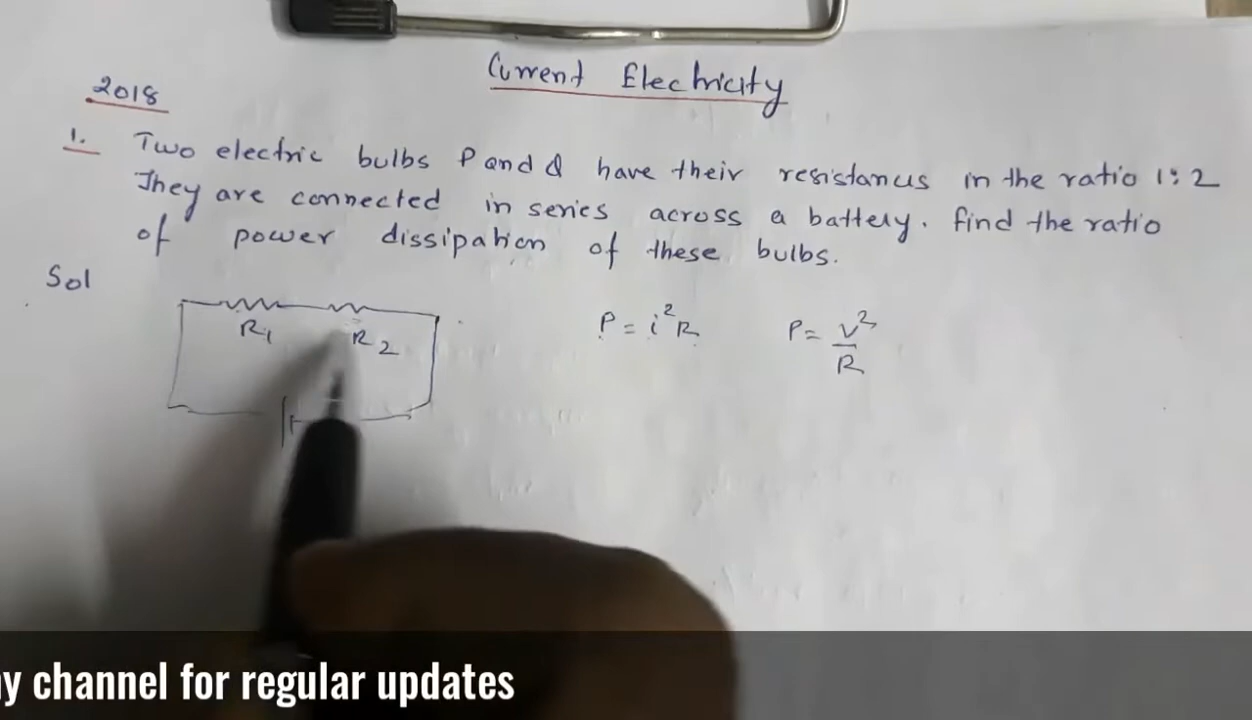 Current Electricity
2018
1. Two electric bulbs P and Q have their resistances in the ratio 1:2
They are connected in series across a battery. Find the ratio
of power dissipation of these bulbs.
Sol
R1 R2
P = i²R
P = v²/R
y channel for regular updates